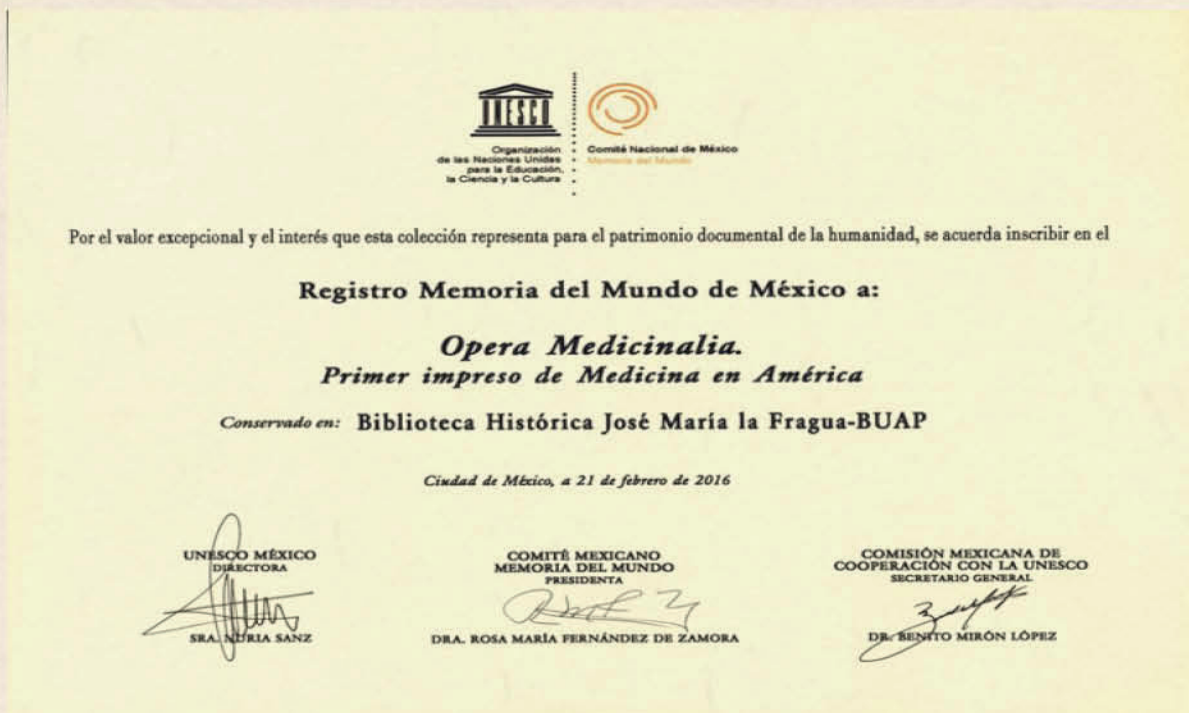 UNESCO
Organización
de las Naciones Unidas
para la Educación,
la Ciencia y la Cultura
Comité Nacional de México
Memoria del Mundo
Por el valor excepcional y el interés que esta colección representa para el patrimonio documental de la humanidad, se acuerda inscribir en el
Registro Memoria del Mundo de México a:
Opera Medicinalia.
Primer impreso de Medicina en América
Conservado en: Biblioteca Histórica José María la Fragua-BUAP
Ciudad de México, a 21 de febrero de 2016
UNESCO MÉXICO
DIRECTORA
SRA. NURIA SANZ
COMITÉ MEXICANO
MEMORIA DEL MUNDO
PRESIDENTA
DRA. ROSA MARÍA FERNÁNDEZ DE ZAMORA
COMISIÓN MEXICANA DE
COOPERACIÓN CON LA UNESCO
SECRETARIO GENERAL
DR. BENITO MIRÓN LÓPEZ